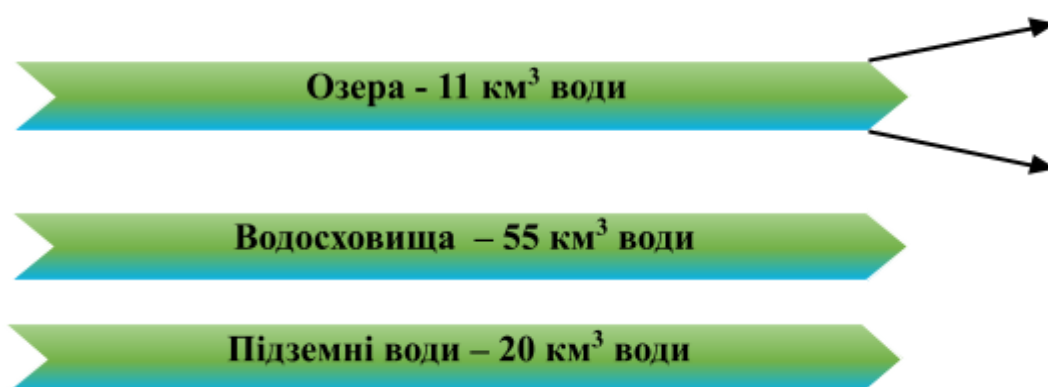 Озера - 11 км³ води
Водосховища – 55 км³ води
Підземні води – 20 км³ води